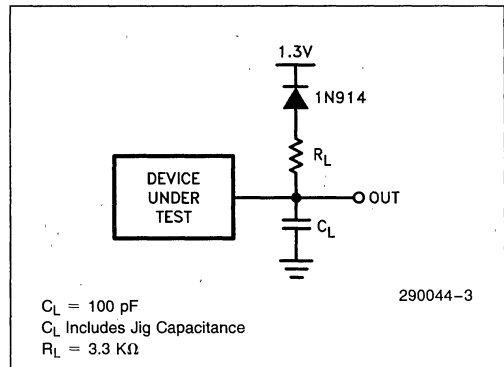 1.3V
1N914
RL
DEVICE
UNDER
TEST
OUT
CL
290044-3
CL = 100 pF
CL Includes Jig Capacitance
RL = 3.3 KΩ